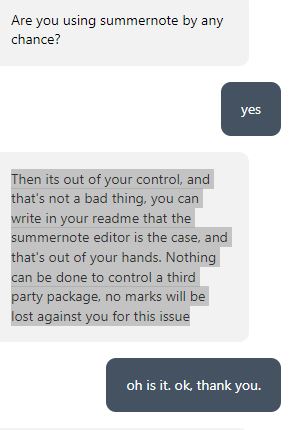 Are you using summernote by any
chance?
yes
Then its out of your control, and
that's not a bad thing, you can
write in your readme that the
summernote editor is the case, and
that's out of your hands. Nothing
can be done to control a third
party package, no marks will be
lost against you for this issue
oh is it. ok, thank you.